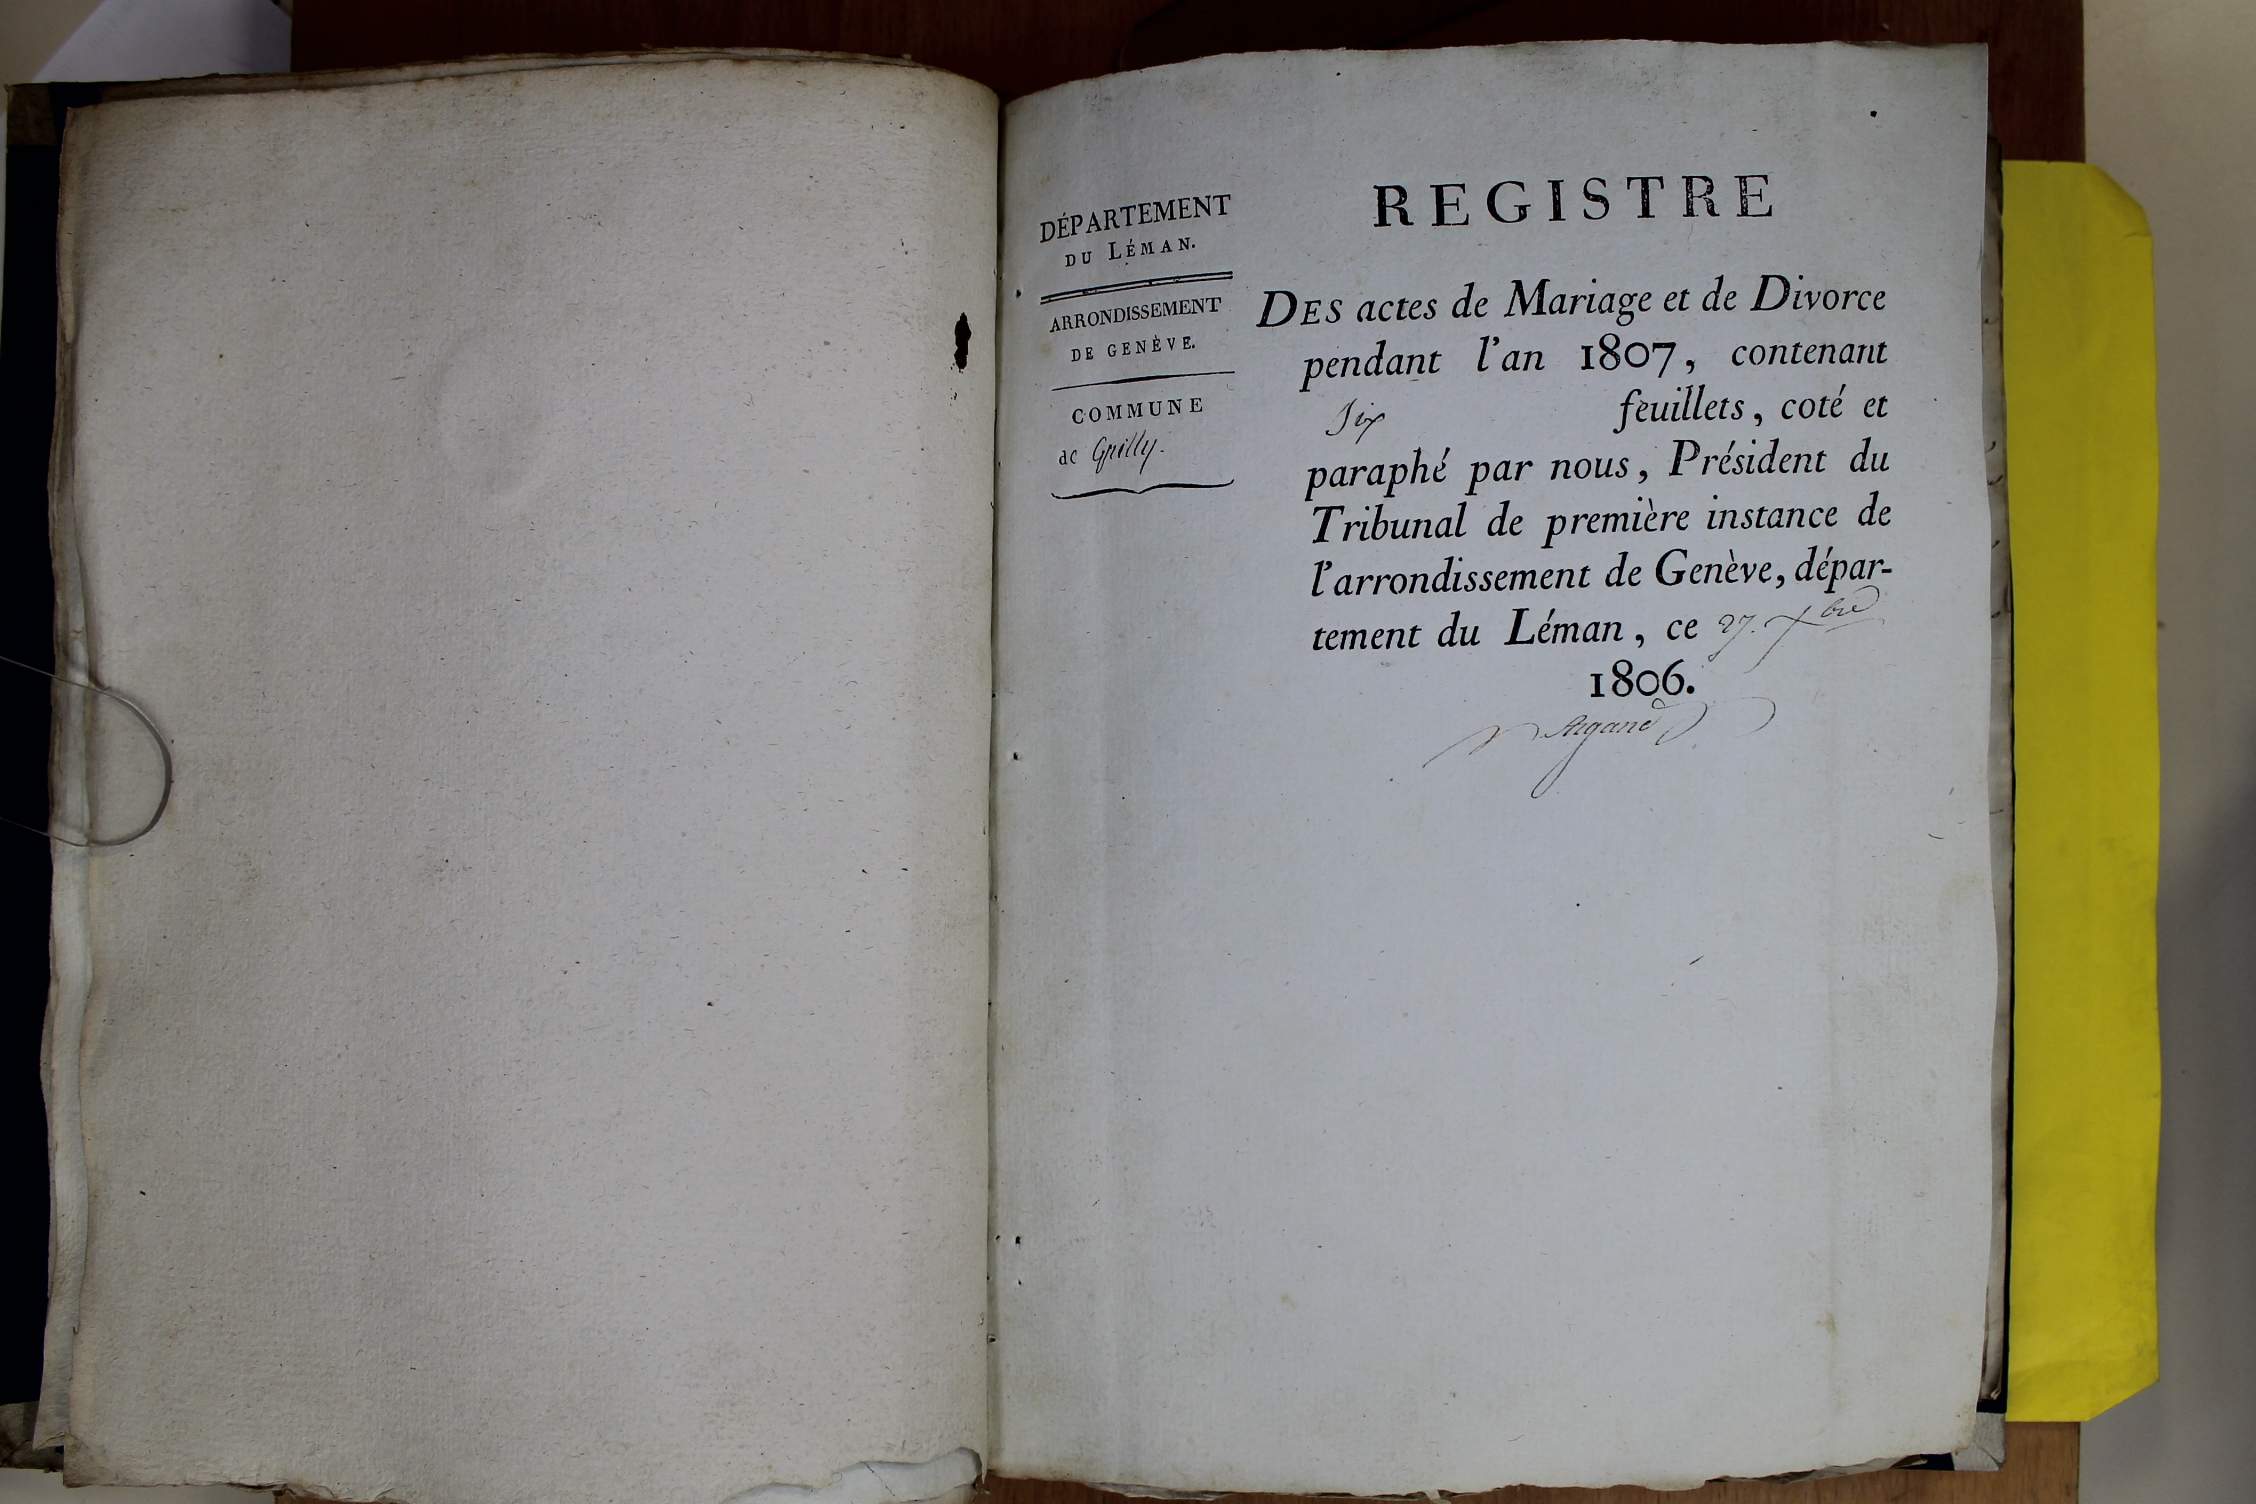 DÉPARTEMENT
DU LÉMAN.
ARRONDISSEMENT
DE GENÈVE.
COMMUNE
de Grilly.
REGISTRE
DES actes de Mariage et de Divorce
pendant l'an 1807, contenant
Six feuillets, coté et
paraphé par nous, Président du
Tribunal de première instance de
l'arrondissement de Genève, dépar-
tement du Léman, ce 27. Xbre
1806.
Argand